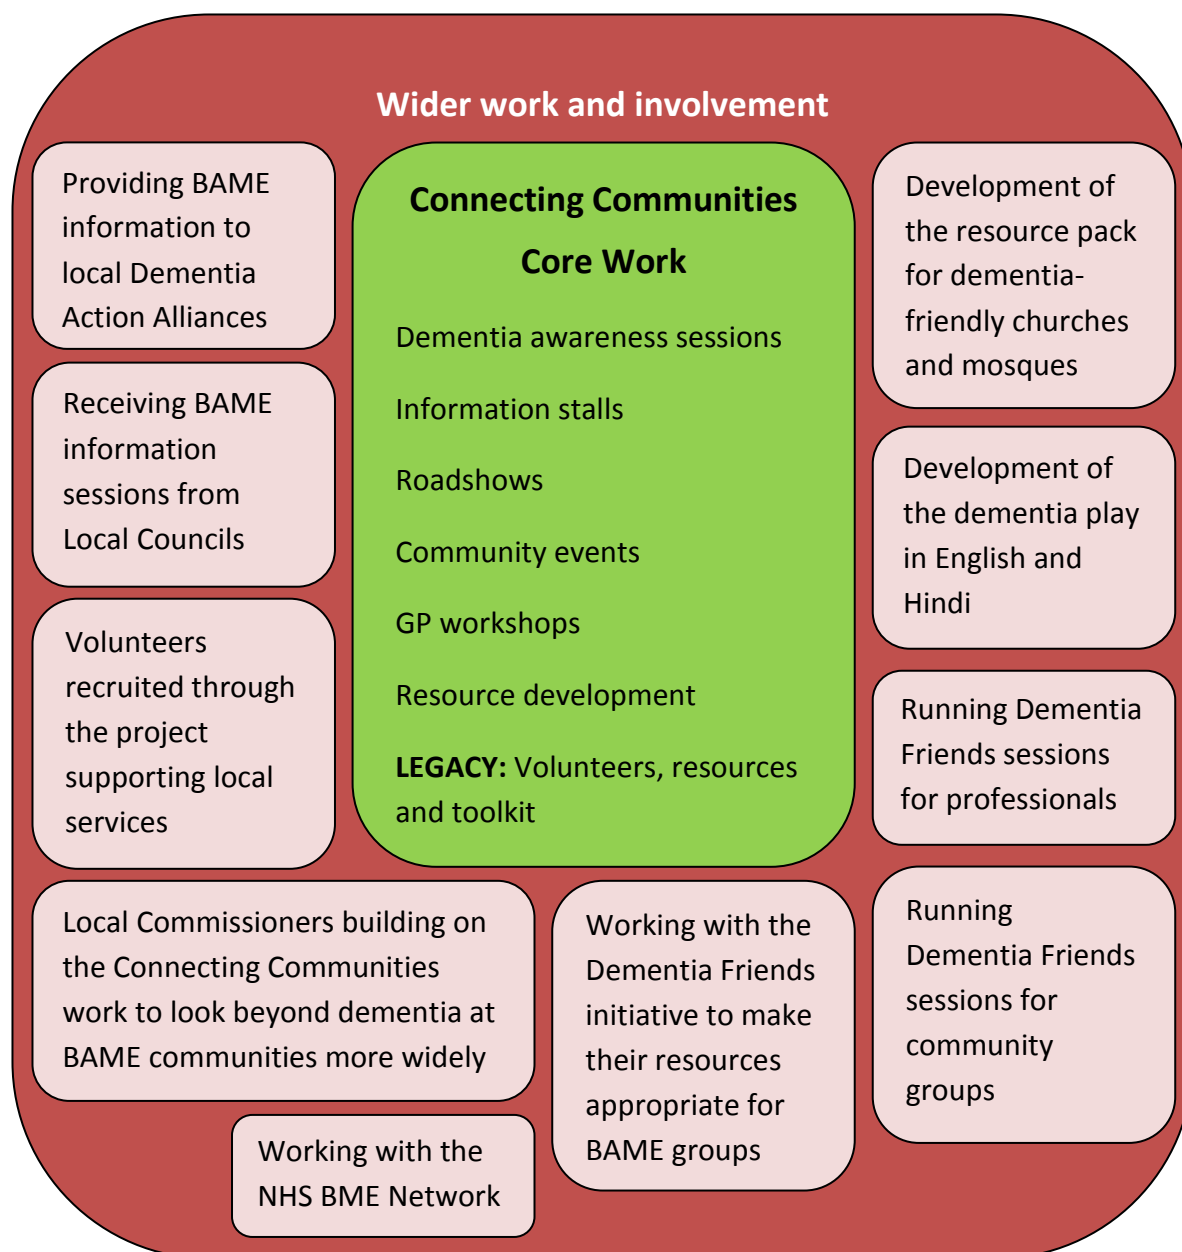 Wider work and involvement
Providing BAME
information to
local Dementia
Action Alliances
Receiving BAME
information
sessions from
Local Councils
Volunteers
recruited through
the project
supporting local
services
Connecting Communities
Core Work
Dementia awareness sessions
Information stalls
Roadshows
Community events
GP workshops
Resource development
LEGACY: Volunteers, resources
and toolkit
Development of
the resource pack
for dementia-
friendly churches
and mosques
Development of
the dementia play
in English and
Hindi
Running Dementia
Friends sessions
for professionals
Running
Dementia Friends
sessions for
community
groups
Local Commissioners building on
the Connecting Communities
work to look beyond dementia at
BAME communities more widely
Working with the
Dementia Friends
initiative to make
their resources
appropriate for
BAME groups
Working with the
NHS BME Network